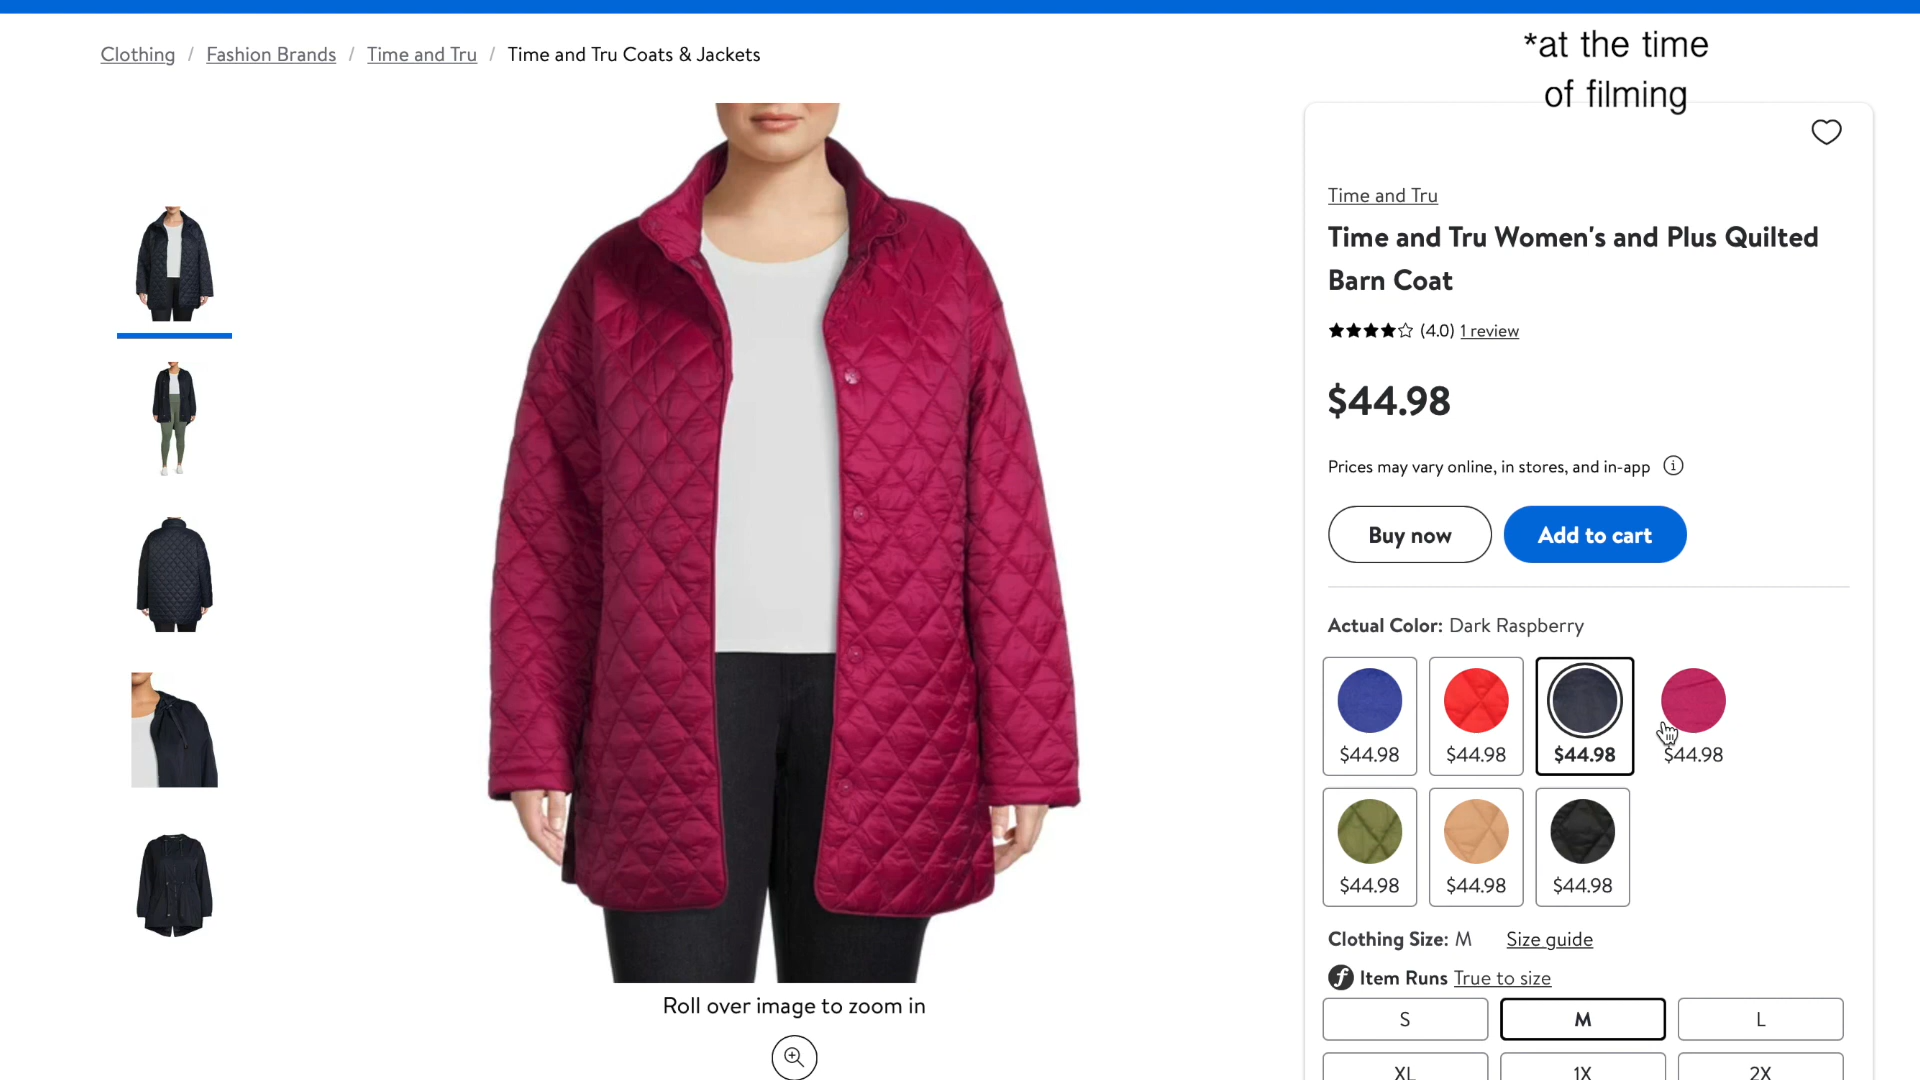 *at the time
of filming
Clothing / Fashion Brands / Time and Tru / Time and Tru Coats & Jackets
Time and Tru
Time and Tru Women's and Plus Quilted
Barn Coat
(4.0) 1 review
$44.98
Prices may vary online, in stores, and in-app
Buy now Add to cart
Actual Color: Dark Raspberry
$44.98 $44.98 $44.98 $44.98
$44.98 $44.98 $44.98
Clothing Size: M Size guide
Item Runs True to size
S M L
XL 1X 2X
Roll over image to zoom in